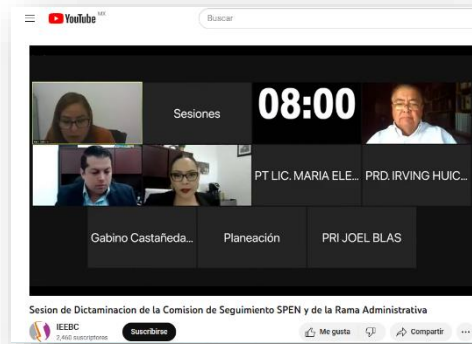 YouTube MX
Buscar
Sesiones
08:00
PT LIC. MARIA ELE...
PRD. IRVING HUIC...
Gabino Castañeda...
Planeación
PRI JOEL BLAS
Sesion de Dictaminacion de la Comision de Seguimiento SPEN y de la Rama Administrativa
IEEBC
2,460 suscriptores
Suscribirse
Me gusta
Compartir
...